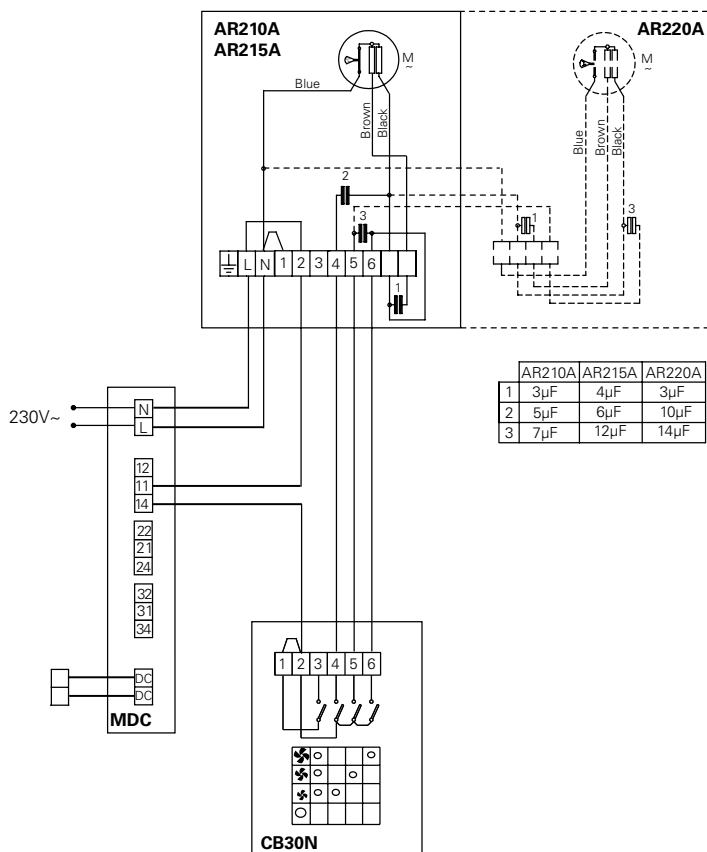 AR210A
AR215A
AR220A
M
~
M
~
Blue
Brown
Black
Blue
Brown
Black
2
3
1
3
1
L N 1 2 3 4 5 6
AR210A AR215A AR220A
1 3µF 4µF 3µF
2 5µF 6µF 10µF
3 7µF 12µF 14µF
230V~
N
L
12
11
14
22
21
24
32
31
34
DC
DC
MDC
1 2 3 4 5 6
CB30N